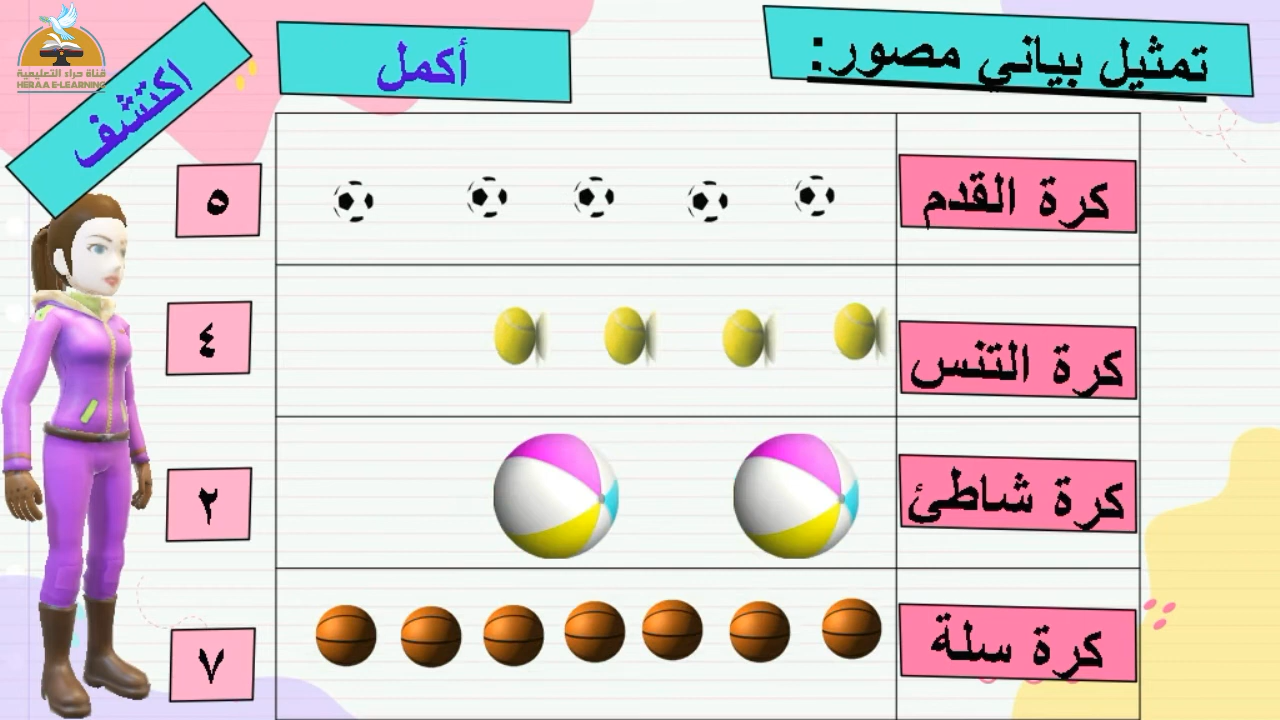 تمثيل بياني مصور:
أكمل
اكتشف
قناة حراء التعليمية
HERAA E-LEARNING
كرة القدم
٥
كرة التنس
٤
كرة شاطئ
٢
كرة سلة
٧